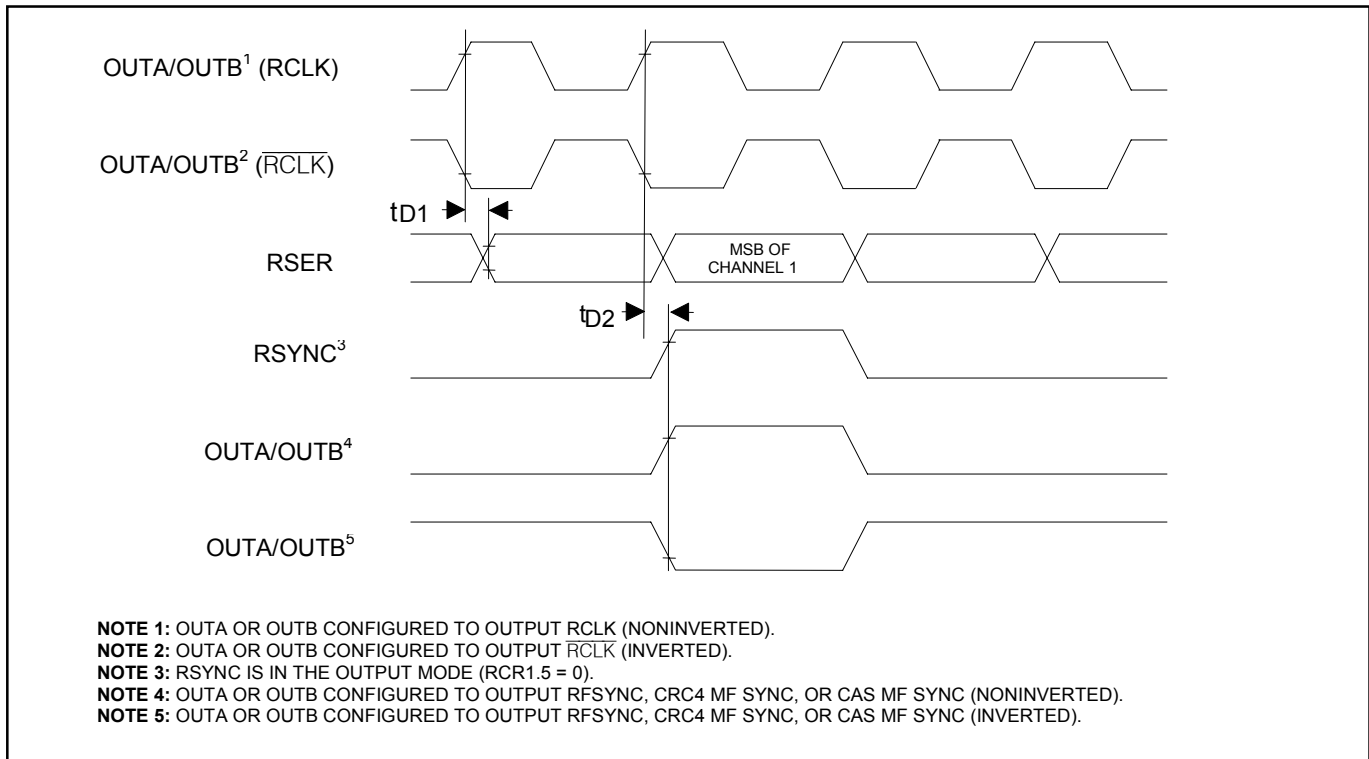 OUTA/OUTB¹ (RCLK)
OUTA/OUTB² (R̅C̅L̅K̅)
tD1
RSER
MSB OF
CHANNEL 1
tD2
RSYNC³
OUTA/OUTB⁴
OUTA/OUTB⁵
NOTE 1: OUTA OR OUTB CONFIGURED TO OUTPUT RCLK (NONINVERTED).
NOTE 2: OUTA OR OUTB CONFIGURED TO OUTPUT R̅C̅L̅K̅ (INVERTED).
NOTE 3: RSYNC IS IN THE OUTPUT MODE (RCR1.5 = 0).
NOTE 4: OUTA OR OUTB CONFIGURED TO OUTPUT RFSYNC, CRC4 MF SYNC, OR CAS MF SYNC (NONINVERTED).
NOTE 5: OUTA OR OUTB CONFIGURED TO OUTPUT RFSYNC, CRC4 MF SYNC, OR CAS MF SYNC (INVERTED).